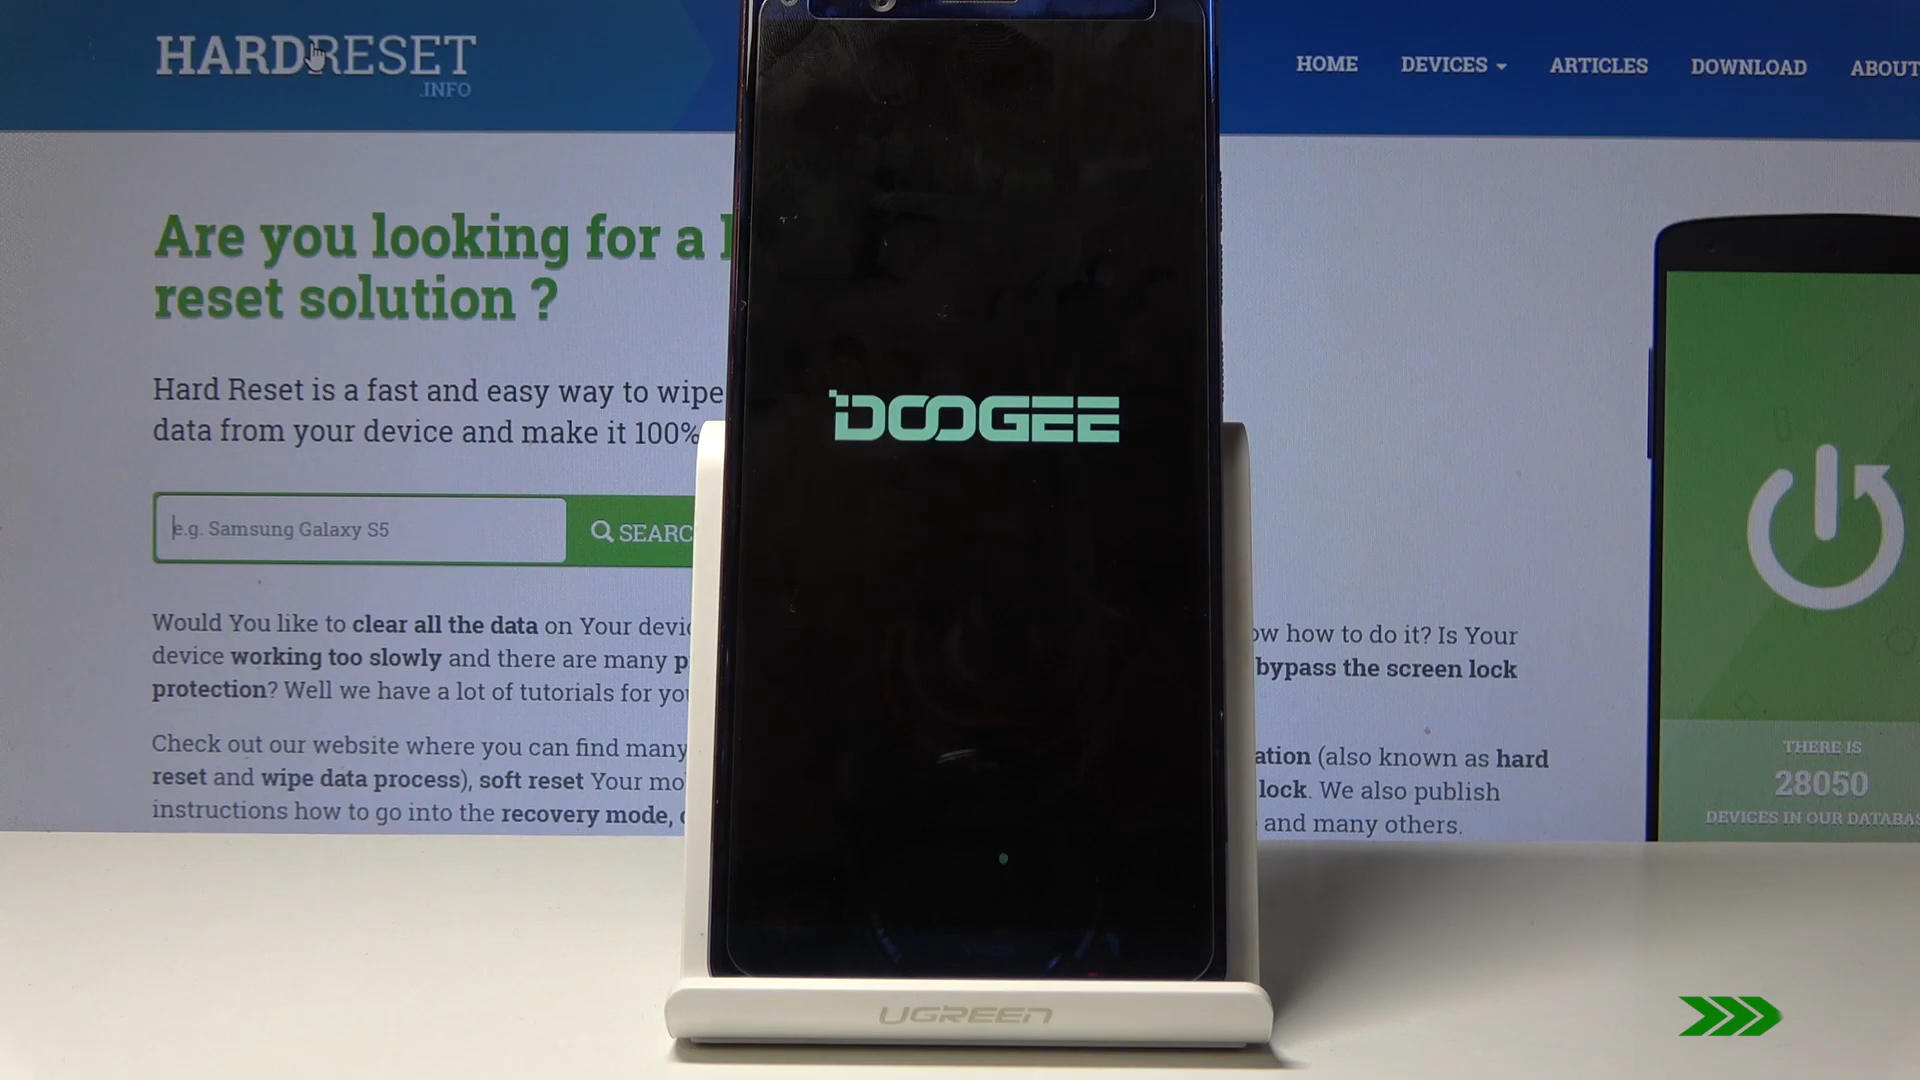 HARDRESET
.INFO
HOME DEVICES ARTICLES DOWNLOAD ABOUT
Are you looking for a
reset solution ?
Hard Reset is a fast and easy way to wipe
data from your device and make it 100%
e.g. Samsung Galaxy S5
SEARC
Would You like to clear all the data on Your devic
ow how to do it? Is Your
device working too slowly and there are many p
bypass the screen lock
protection? Well we have a lot of tutorials for you
Check out our website where you can find many
ation (also known as hard
reset and wipe data process), soft reset Your mo
lock. We also publish
instructions how to go into the recovery mode,
and many others.
DOOGEE
THERE IS
28050
DEVICES IN OUR DATABAS
UGREEN